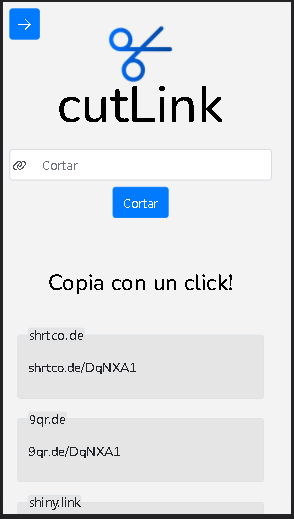 cutLink
Cortar
Cortar
Copia con un click!
shrtco.de
shrtco.de/DqNXA1
9qr.de
9qr.de/DqNXA1
shiny.link